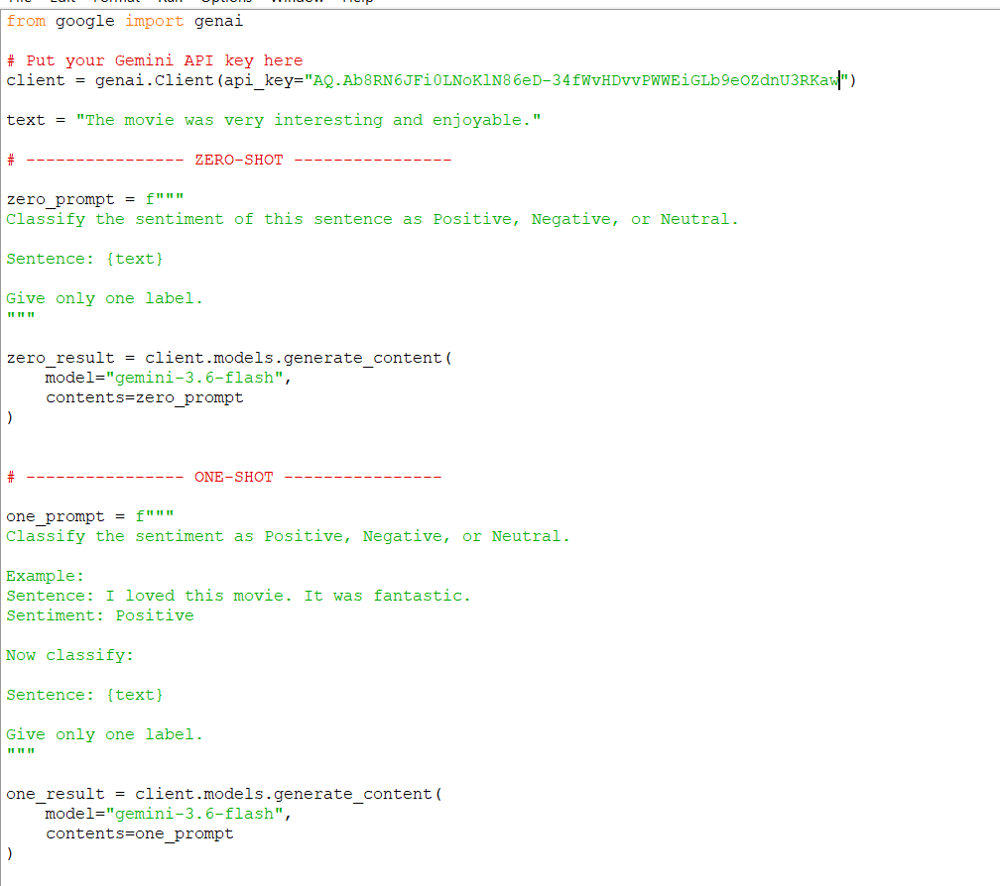 from google import genai
# Put your Gemini API key here
client = genai.Client(api_key="AQ.Ab8RN6JFi0LNoKlN86eD-34fWvHDvvPWWEiGLb9eOZdnU3RKaw")
text = "The movie was very interesting and enjoyable."
# ---------------- ZERO-SHOT ----------------
zero_prompt = f"""
Classify the sentiment of this sentence as Positive, Negative, or Neutral.
Sentence: {text}
Give only one label.
"""
zero_result = client.models.generate_content(
    model="gemini-3.6-flash",
    contents=zero_prompt
)
# ---------------- ONE-SHOT ----------------
one_prompt = f"""
Classify the sentiment as Positive, Negative, or Neutral.
Example:
Sentence: I loved this movie. It was fantastic.
Sentiment: Positive
Now classify:
Sentence: {text}
Give only one label.
"""
one_result = client.models.generate_content(
    model="gemini-3.6-flash",
    contents=one_prompt
)